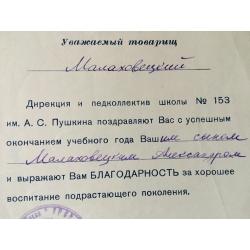 Уважаемый товарищ
Малаховецкий
Дирекция и педколлектив школы № 153
им. А. С. Пушкина поздравляют Вас с успешным
окончанием учебного года Вашим сыном
Малаховецким Александром
и выражают Вам БЛАГОДАРНОСТЬ за хорошее
воспитание подрастающего поколения.